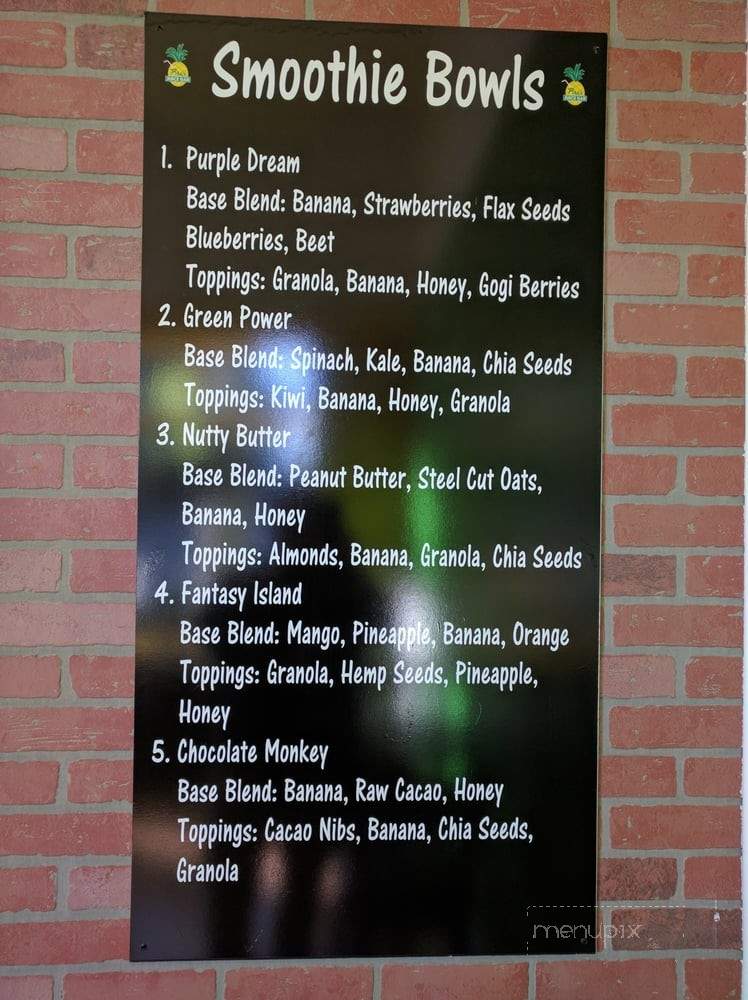 Smoothie Bowls
1. Purple Dream
Base Blend: Banana, Strawberries, Flax Seeds
Blueberries, Beet
Toppings: Granola, Banana, Honey, Gogi Berries
2. Green Power
Base Blend: Spinach, Kale, Banana, Chia Seeds
Toppings: Kiwi, Banana, Honey, Granola
3. Nutty Butter
Base Blend: Peanut Butter, Steel Cut Oats,
Banana, Honey
Toppings: Almonds, Banana, Granola, Chia Seeds
4. Fantasy Island
Base Blend: Mango, Pineapple, Banana, Orange
Toppings: Granola, Hemp Seeds, Pineapple,
Honey
5. Chocolate Monkey
Base Blend: Banana, Raw Cacao, Honey
Toppings: Cacao Nibs, Banana, Chia Seeds,
Granola
menupix